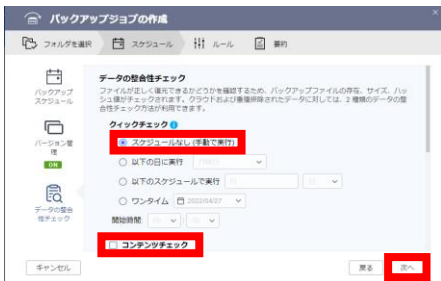 バックアップジョブの作成
フォルダを選択
スケジュール
ルール
要約
バックアップ
スケジュール
バージョン管
理
ON
データの整合
性チェック
データの整合性チェック
ファイルが正しく復元できるかどうかを確認するため、バックアップファイルの存在、サイズ、ハッ
シュ値がチェックされます。クラウドおよび重複排除されたデータに対しては、2 種類のデータの整
合性チェック方法が利用できます。
クイックチェック
スケジュールなし (手動で実行)
以下の日に実行
以下のスケジュールで実行
ワンタイム 2022/04/27
開始時間:
コンテンツチェック
キャンセル
戻る
次へ